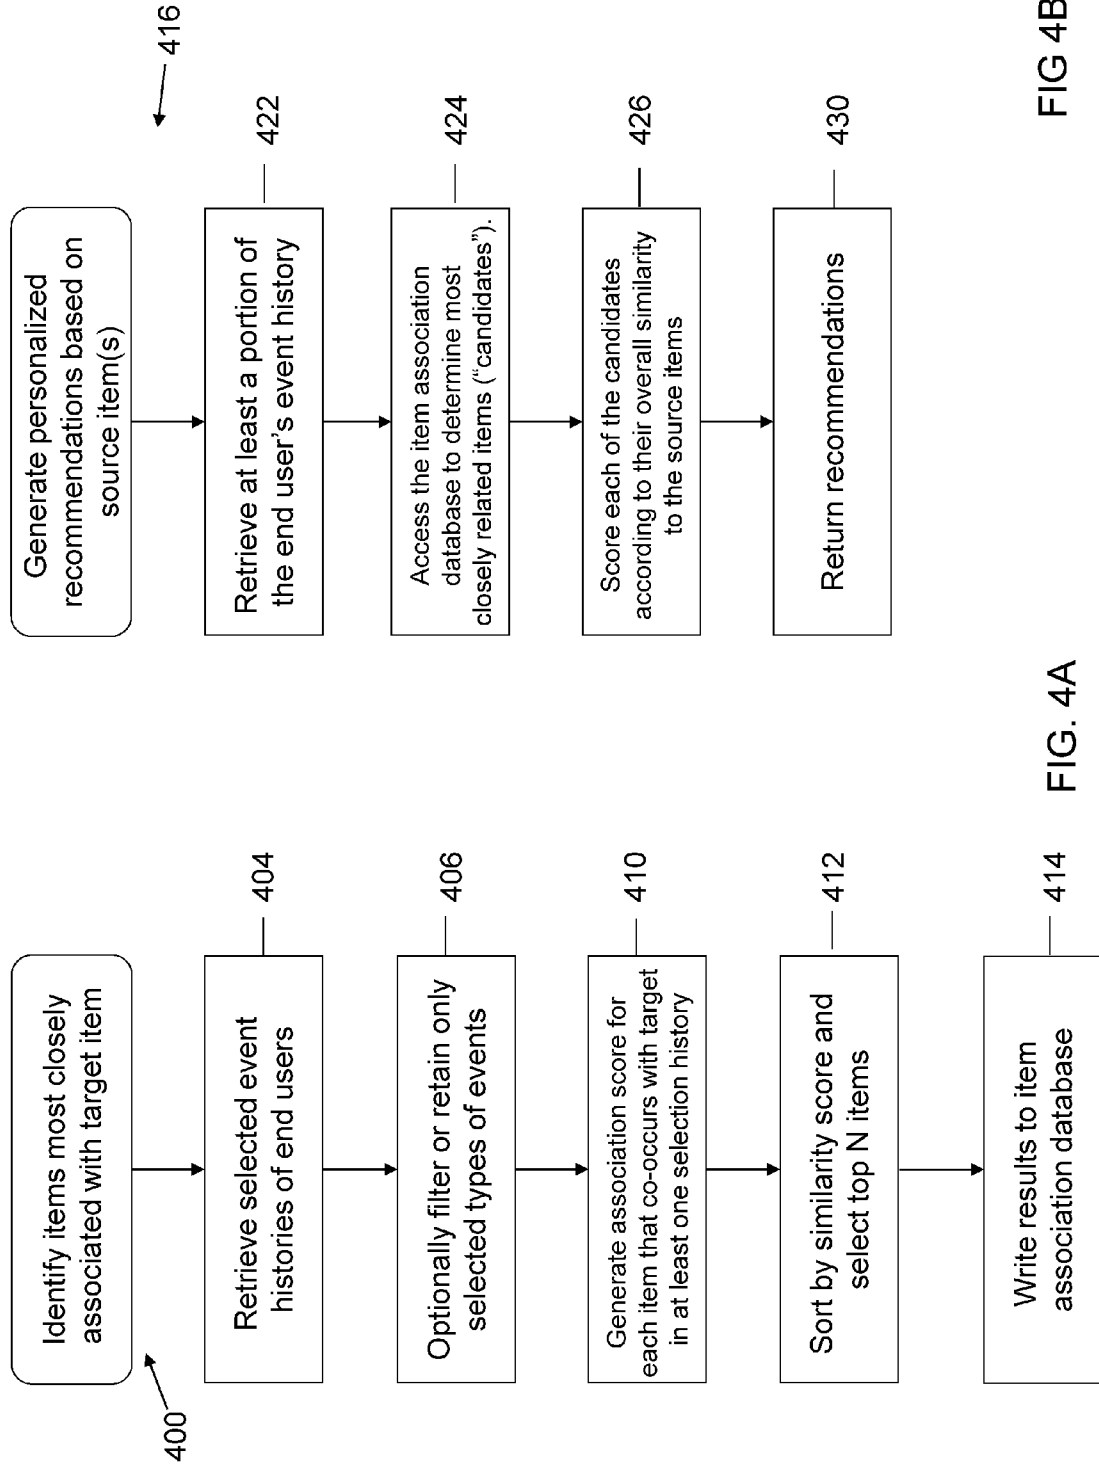 Identify items most closely
associated with target item
400
Retrieve selected event
histories of end users
404
Optionally filter or retain only
selected types of events
406
Generate association score for
each item that co-occurs with target
in at least one selection history
410
Sort by similarity score and
select top N items
412
Write results to item
association database
414
FIG. 4A
Generate personalized
recommendations based on
source item(s)
416
Retrieve at least a portion of
the end user's event history
422
Access the item association
database to determine most
closely related items (“candidates”).
424
Score each of the candidates
according to their overall similarity
to the source items
426
Return recommendations
430
FIG 4B